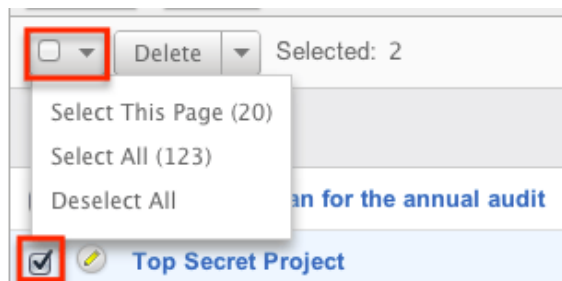 Delete Selected: 2
Select This Page (20)
Select All (123)
Deselect All
an for the annual audit
Top Secret Project